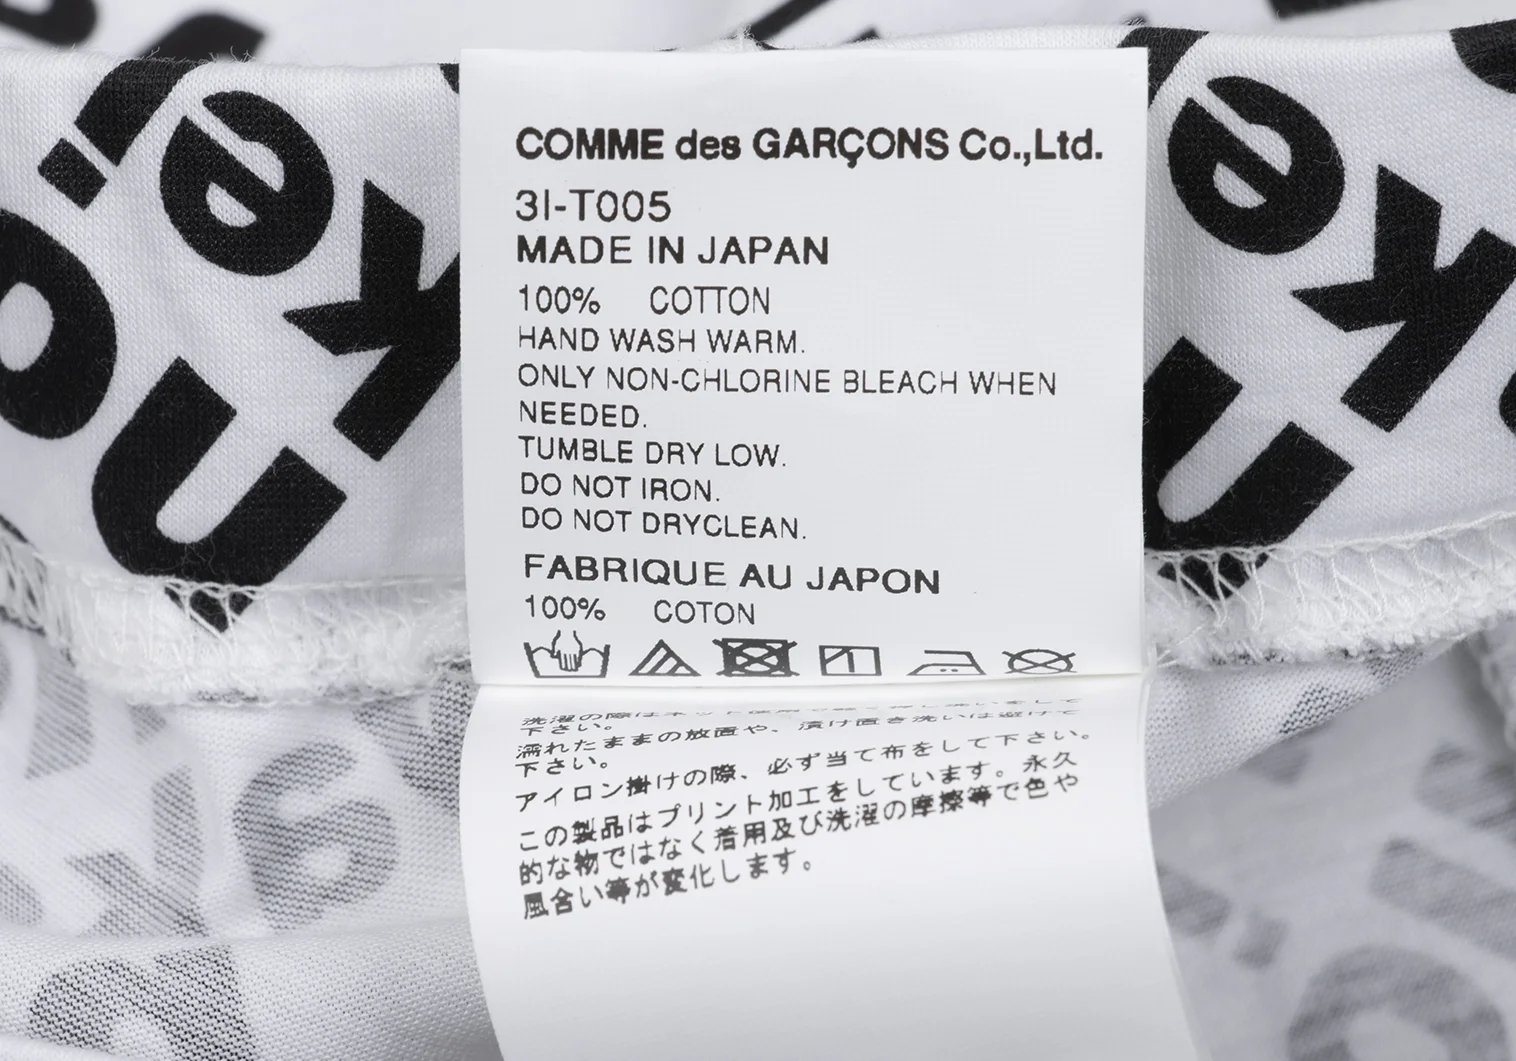 COMME des GARÇONS Co.,Ltd.
3I-T005
MADE IN JAPAN
100% COTTON
HAND WASH WARM.
ONLY NON-CHLORINE BLEACH WHEN
NEEDED.
TUMBLE DRY LOW.
DO NOT IRON.
DO NOT DRYCLEAN.
FABRIQUE AU JAPON
100% COTON
下さい。
濡れたままの放置や、漬け置き洗いは避けて
下さい。
アイロン掛けの際、必ず当て布をして下さい。
この製品はプリント加工をしています。永久
的な物ではなく着用及び洗濯の摩擦等で色や
風合い等が変化します。